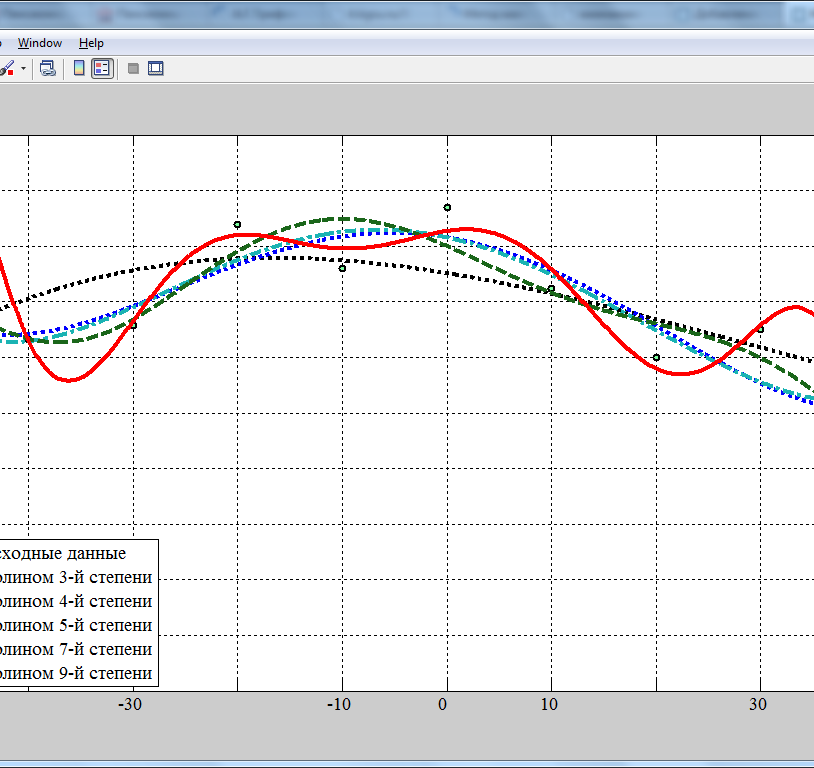 Window Help
сходные данные
олином 3-й степени
олином 4-й степени
олином 5-й степени
олином 7-й степени
олином 9-й степени
-30 -10 0 10 30